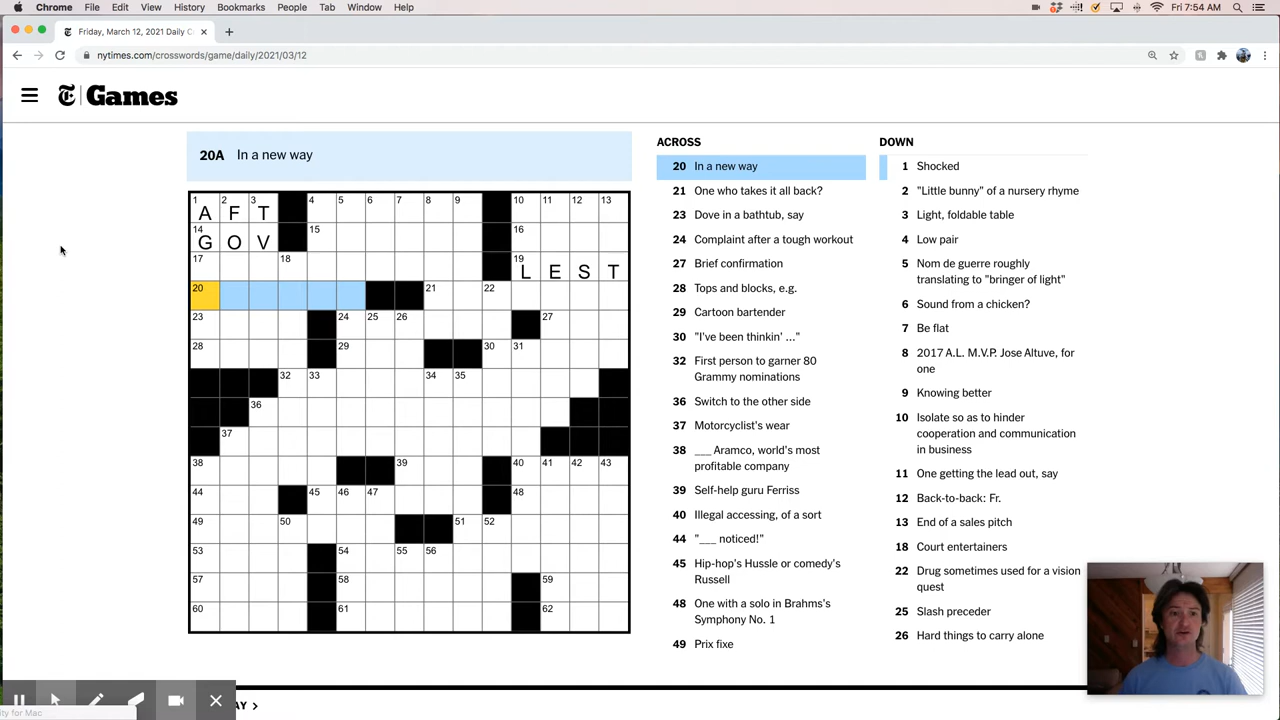 Chrome File Edit View History Bookmarks People Tab Window Help
Fri 7:54 AM
Friday, March 12, 2021 Daily C
nytimes.com/crosswords/game/daily/2021/03/12
Games
20A In a new way
1 2 3 4 5 6 7 8 9 10 11 12 13
A F T
14 15 16
G O V
17 18 19
L E S T
20 21 22
23 24 25 26 27
28 29 30 31
32 33 34 35
36
37
38 39 40 41 42 43
44 45 46 47 48
49 50 51 52
53 54 55 56
57 58 59
60 61 62
ACROSS
20 In a new way
21 One who takes it all back?
23 Dove in a bathtub, say
24 Complaint after a tough workout
27 Brief confirmation
28 Tops and blocks, e.g.
29 Cartoon bartender
30 "I've been thinkin' ..."
32 First person to garner 80
Grammy nominations
36 Switch to the other side
37 Motorcyclist's wear
38 ___ Aramco, world's most
profitable company
39 Self-help guru Ferriss
40 Illegal accessing, of a sort
44 "___ noticed!"
45 Hip-hop's Hussle or comedy's
Russell
48 One with a solo in Brahms's
Symphony No. 1
49 Prix fixe
DOWN
1 Shocked
2 "Little bunny" of a nursery rhyme
3 Light, foldable table
4 Low pair
5 Nom de guerre roughly
translating to "bringer of light"
6 Sound from a chicken?
7 Be flat
8 2017 A.L. M.V.P. Jose Altuve, for
one
9 Knowing better
10 Isolate so as to hinder
cooperation and communication
in business
11 One getting the lead out, say
12 Back-to-back: Fr.
13 End of a sales pitch
18 Court entertainers
22 Drug sometimes used for a vision
quest
25 Slash preceder
26 Hard things to carry alone
AY >
ity for Mac